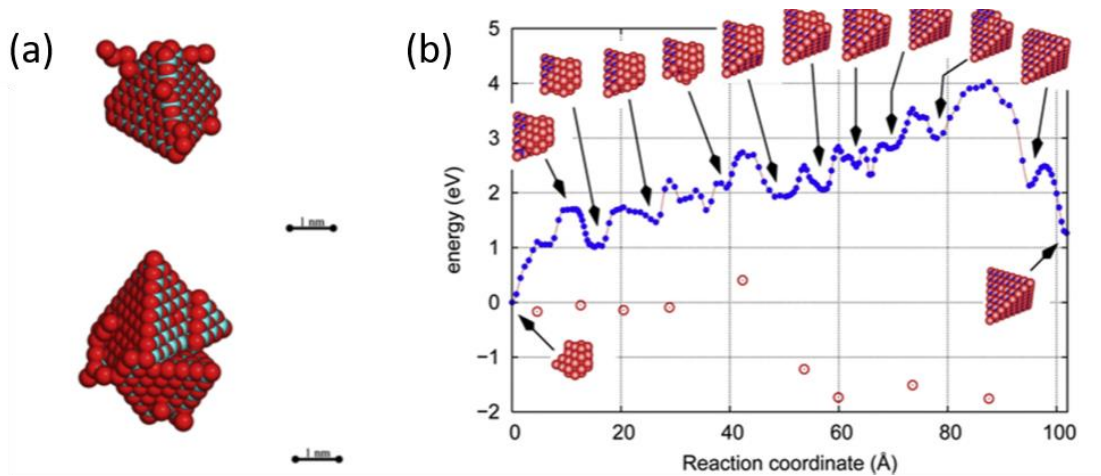 (a)
1 nm
1 nm
(b)
energy (eV)
5
4
3
2
1
0
−1
−2
0 20 40 60 80 100
Reaction coordinate (Å)